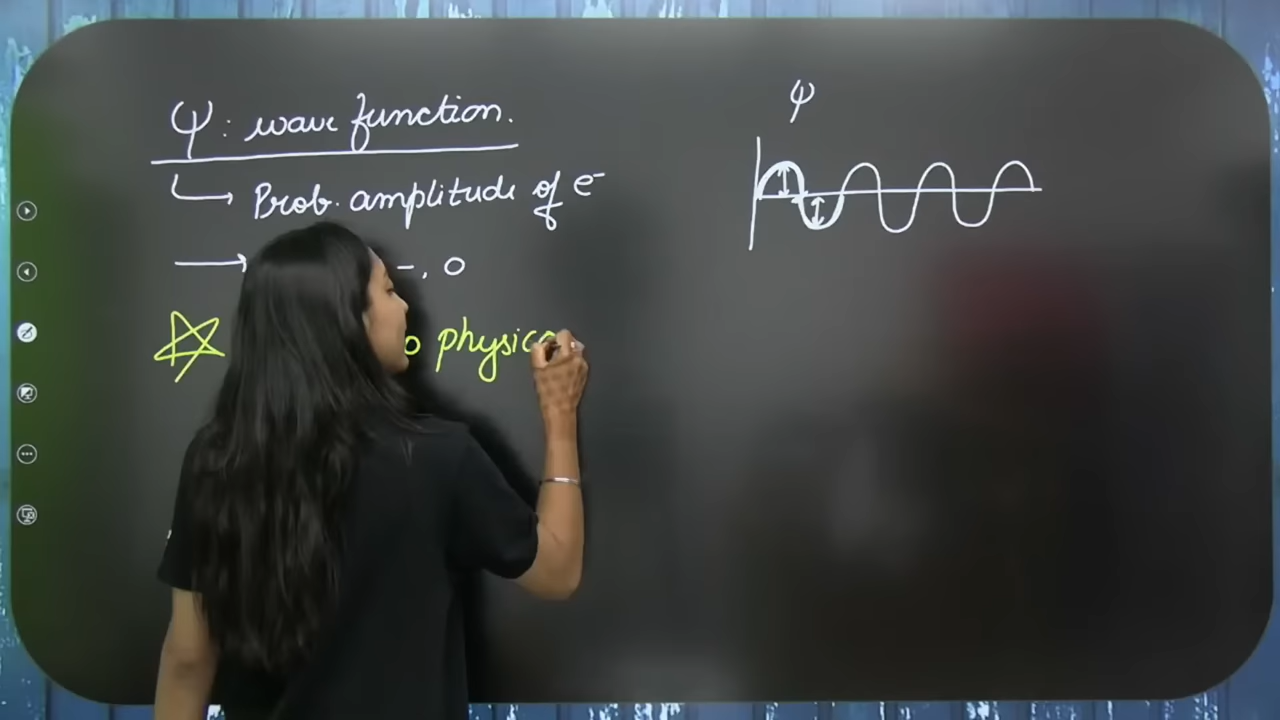 ψ : wave function.
ψ
Prob. amplitude of e⁻
-, 0
physic